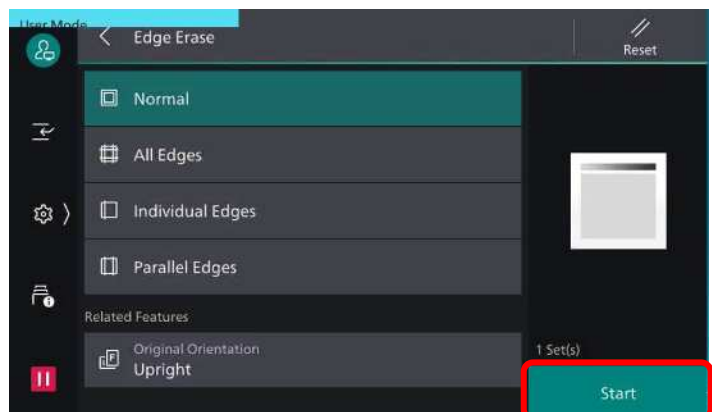 User Mode
Edge Erase
Reset
Normal
All Edges
Individual Edges
Parallel Edges
Related Features
Original Orientation
Upright
1 Set(s)
Start